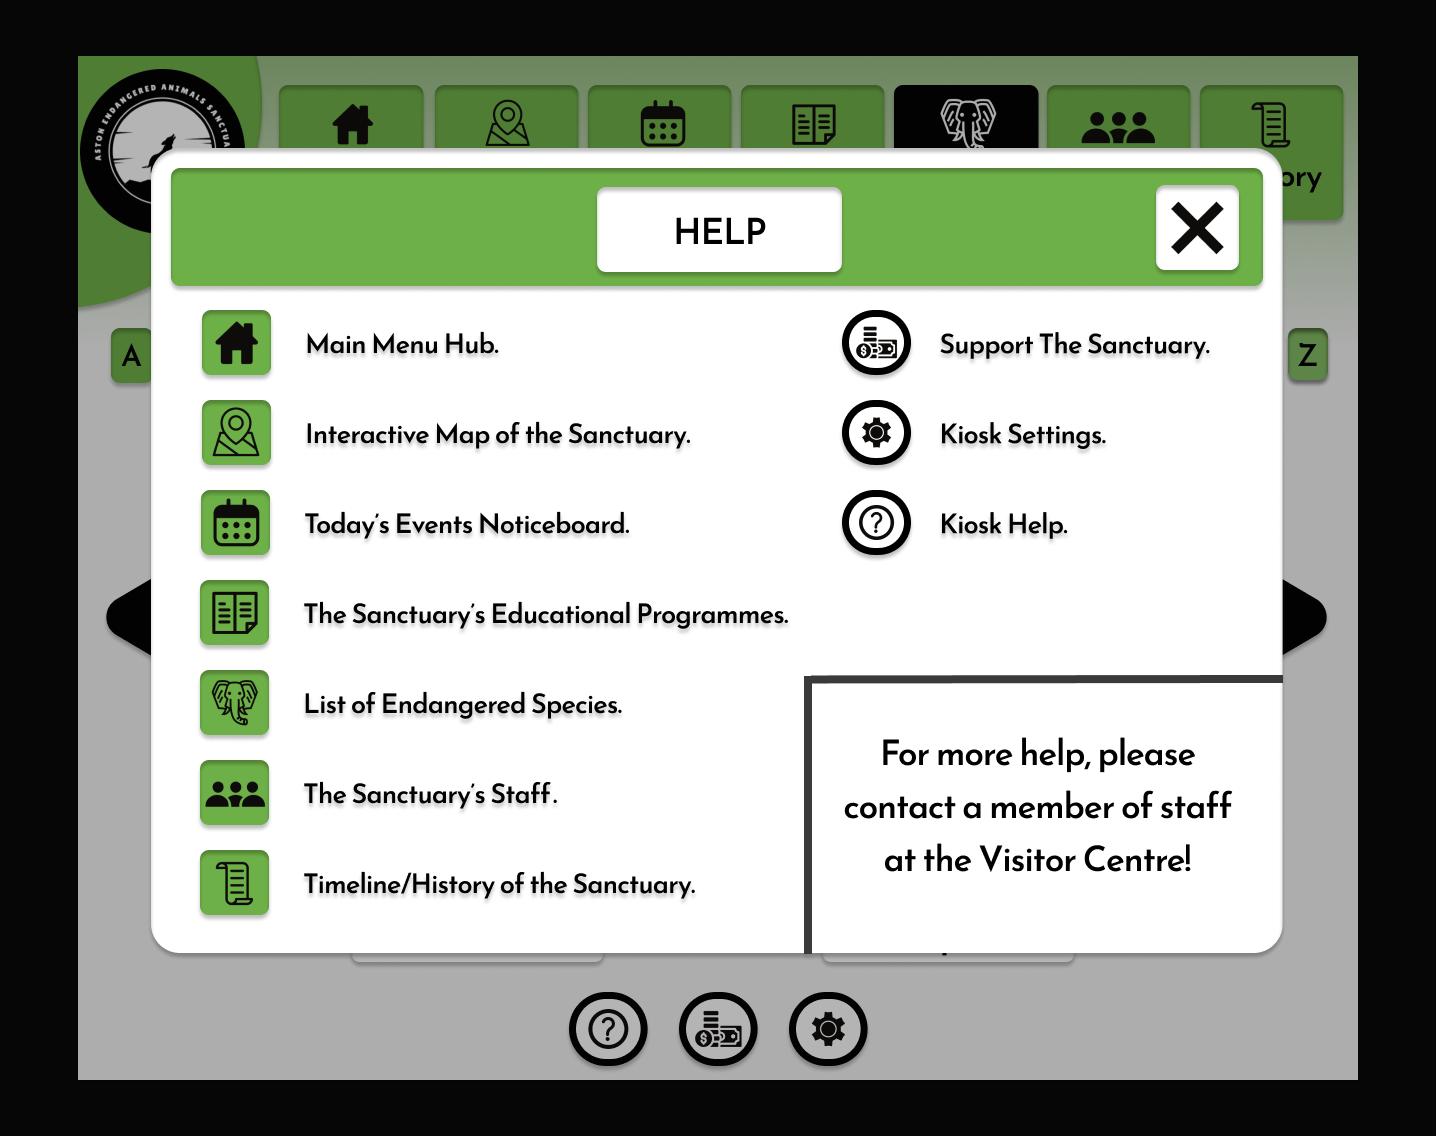 ASTON ENDANGERED ANIMALS
ory
HELP
A
Z
Main Menu Hub.
Interactive Map of the Sanctuary.
Today's Events Noticeboard.
The Sanctuary's Educational Programmes.
List of Endangered Species.
The Sanctuary's Staff.
Timeline/History of the Sanctuary.
Support The Sanctuary.
Kiosk Settings.
Kiosk Help.
For more help, please
contact a member of staff
at the Visitor Centre!